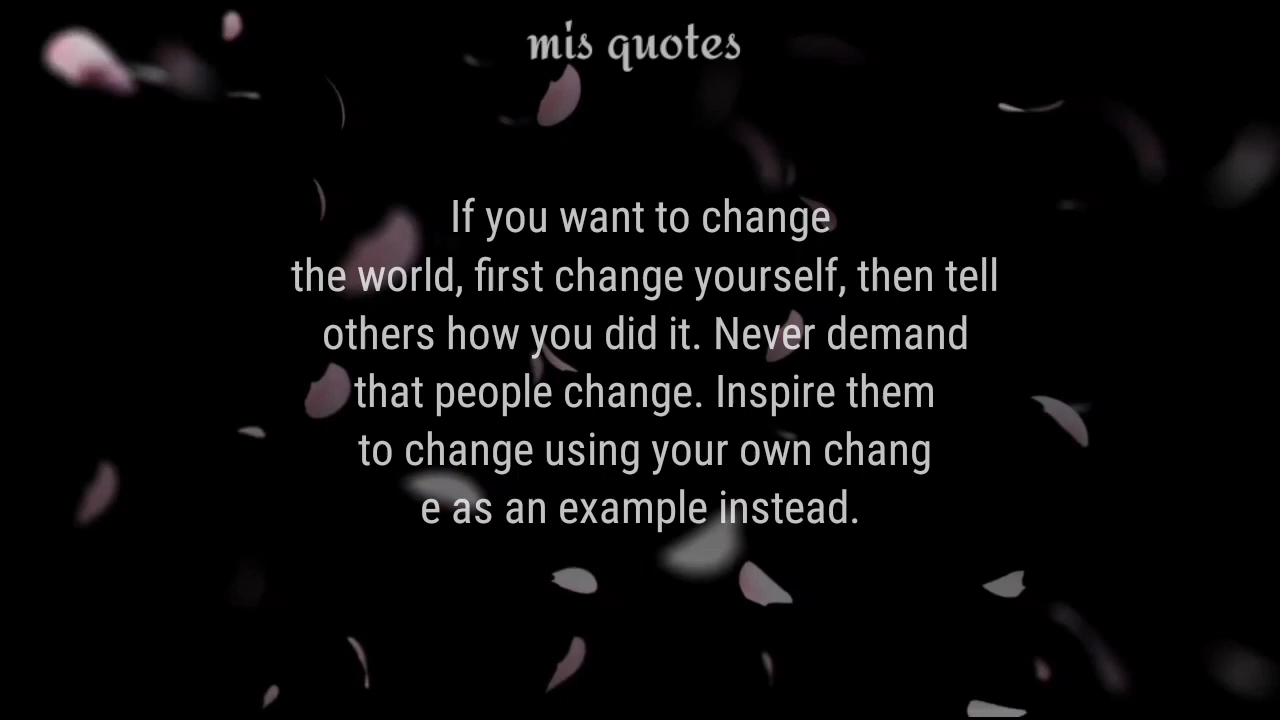 mis quotes
If you want to change
the world, first change yourself, then tell
others how you did it. Never demand
that people change. Inspire them
to change using your own chang
e as an example instead.